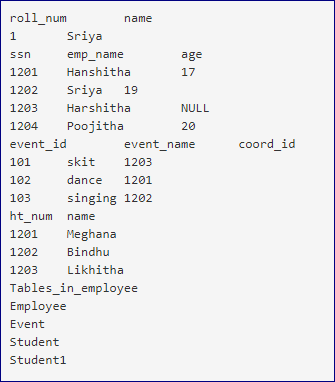 roll_num name
1 Sriya
ssn emp_name age
1201 Hanshitha 17
1202 Sriya 19
1203 Harshitha NULL
1204 Poojitha 20
event_id event_name coord_id
101 skit 1203
102 dance 1201
103 singing 1202
ht_num name
1201 Meghana
1202 Bindhu
1203 Likhitha
Tables_in_employee
Employee
Event
Student
Student1